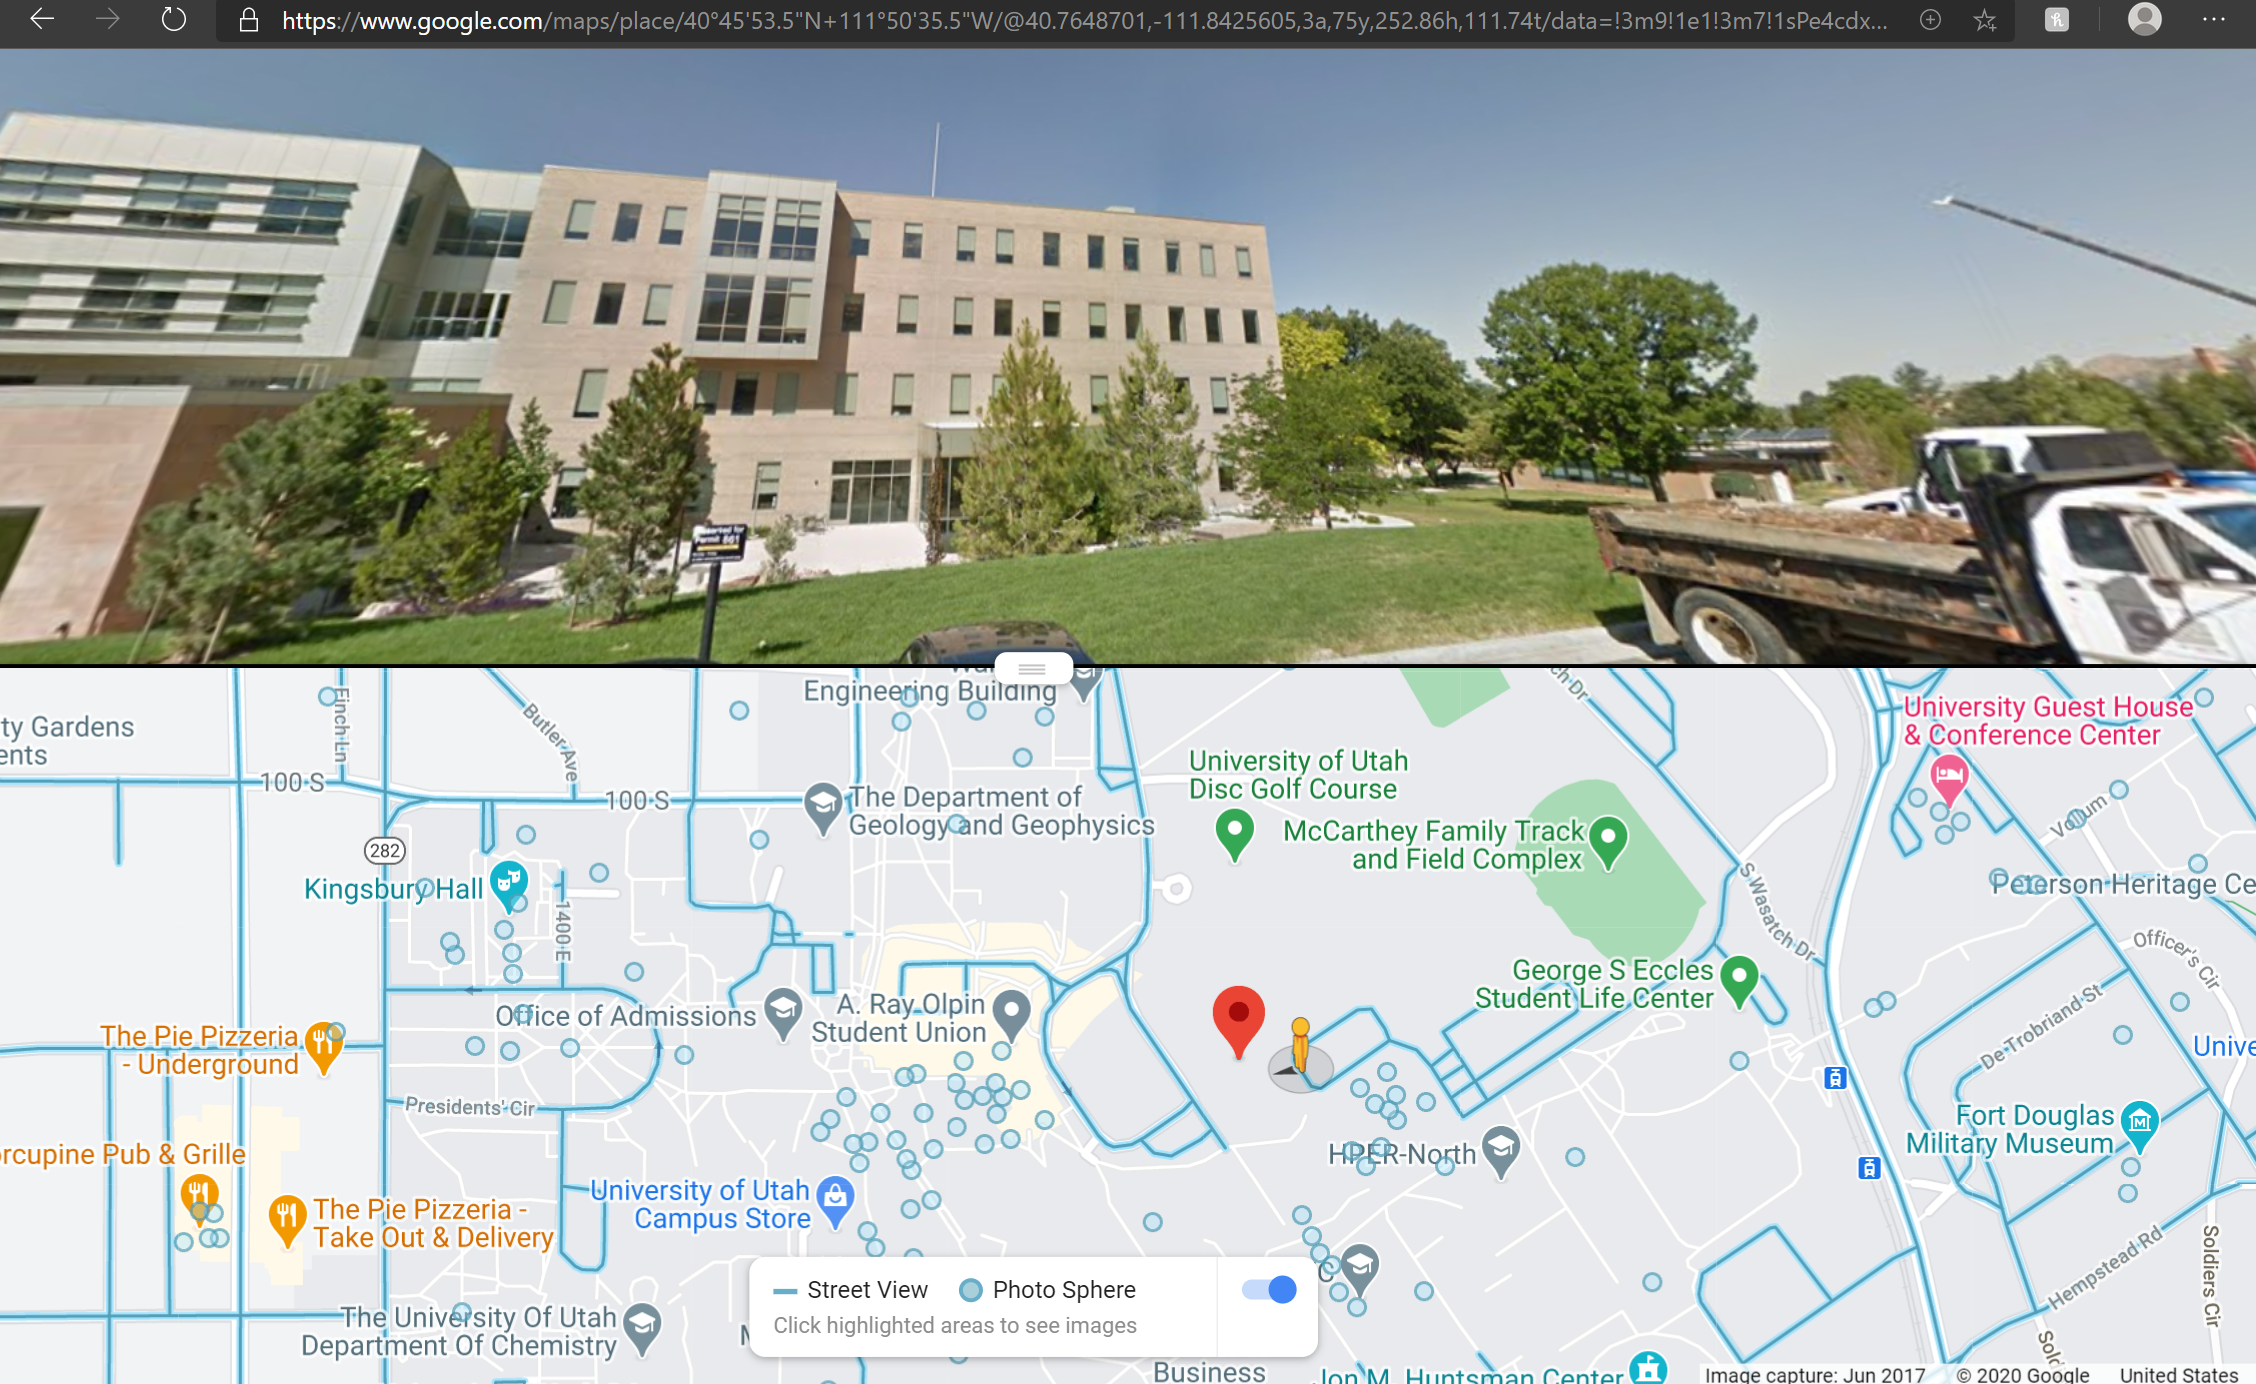 https://www.google.com/maps/place/40°45'53.5"N+111°50'35.5"W/@40.7648701,-111.8425605,3a,75y,252.86h,111.74t/data=!3m9!1e1!3m7!1sPe4cdx...
Permit 861
Engineering Building
ty Gardens
ents
Finch Ln
Butler Ave
ch Dr
University Guest House
& Conference Center
100 S
100 S
The Department of
Geology and Geophysics
University of Utah
Disc Golf Course
McCarthey Family Track
and Field Complex
Vollum
282
Kingsbury Hall
1400 E
S Wasatch Dr
Peterson Heritage Ce
Officer's Cir
George S Eccles
Student Life Center
Office of Admissions
A. Ray Olpin
Student Union
The Pie Pizzeria
- Underground
De Trobriand St
Unive
Presidents' Cir
Fort Douglas
Military Museum
orcupine Pub & Grille
HPER-North
The Pie Pizzeria -
Take Out & Delivery
University of Utah
Campus Store
Hempstead Rd
Soldiers Cir
Street View
Photo Sphere
Click highlighted areas to see images
C
The University Of Utah
Department Of Chemistry
Business
Jon M. Huntsman Center
Sold
Image capture: Jun 2017
© 2020 Google
United States